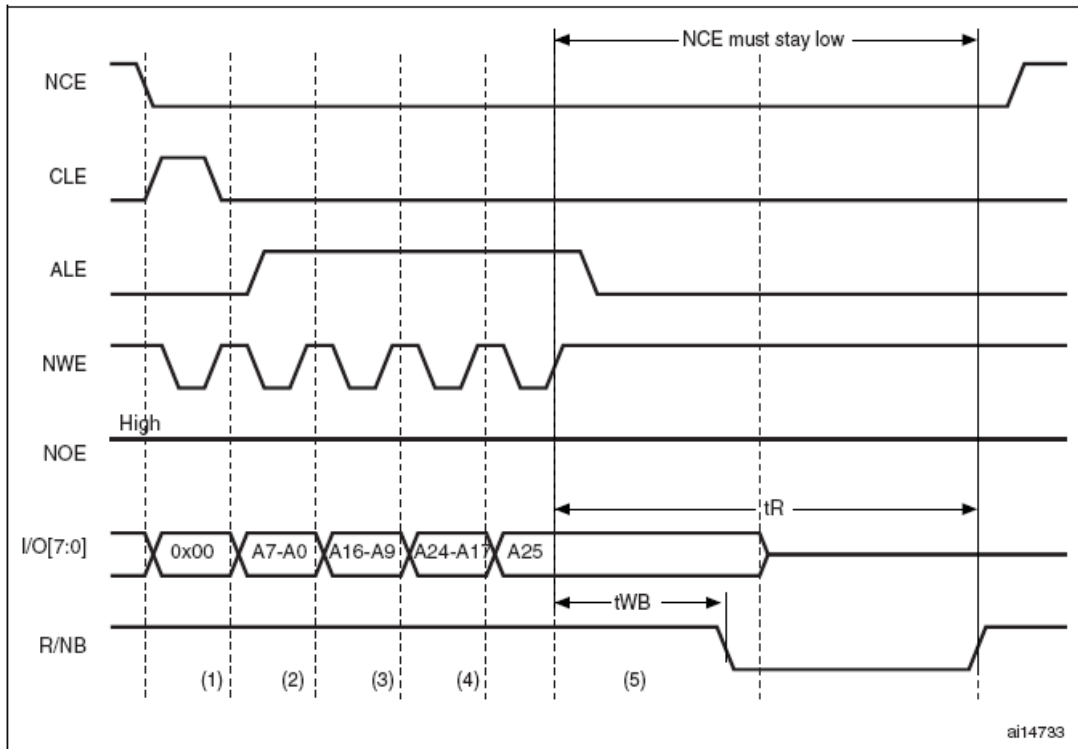 NCE must stay low
NCE
CLE
ALE
NWE
High
NOE
tR
I/O[7:0] 0x00 A7-A0 A16-A9 A24-A17 A25
tWB
R/NB
(1) (2) (3) (4) (5)
ai14733